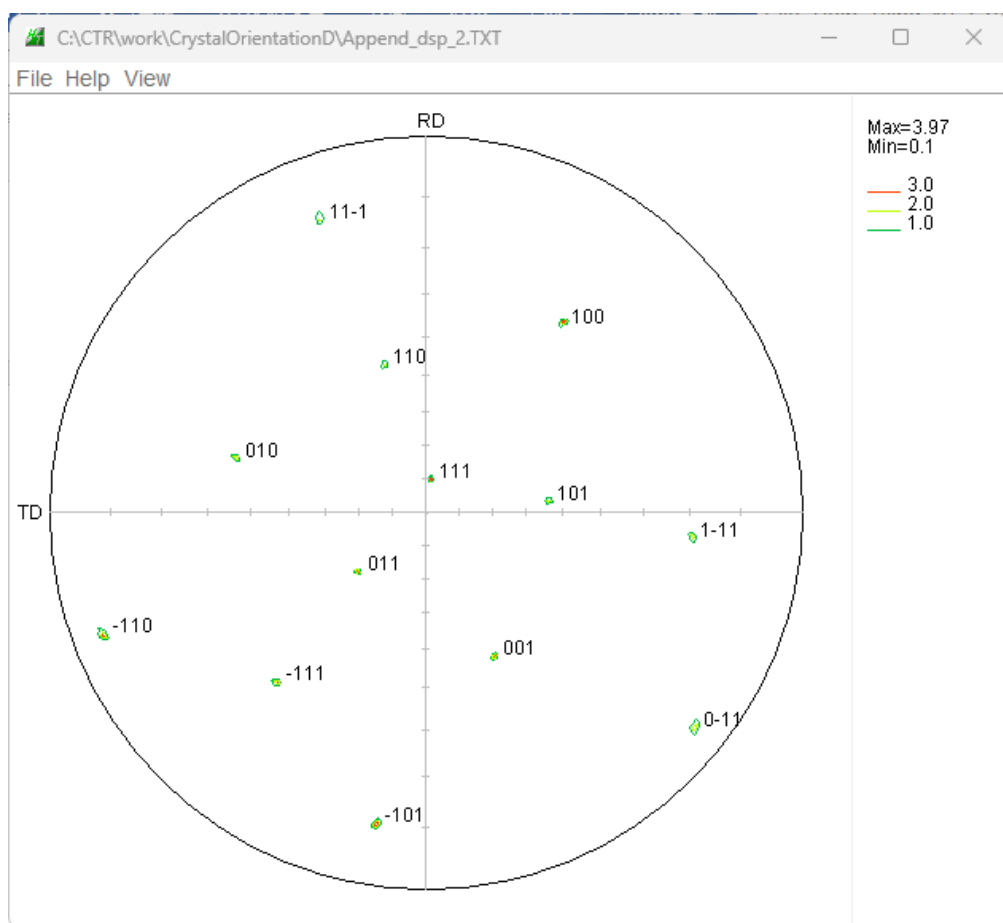 C:\CTR\work\CrystalOrientationD\Append_dsp_2.TXT
File Help View
RD
Max=3.97
Min=0.1
3.0
2.0
1.0
11-1
100
110
010
111
101
TD
1-11
011
-110
001
-111
0-11
-101